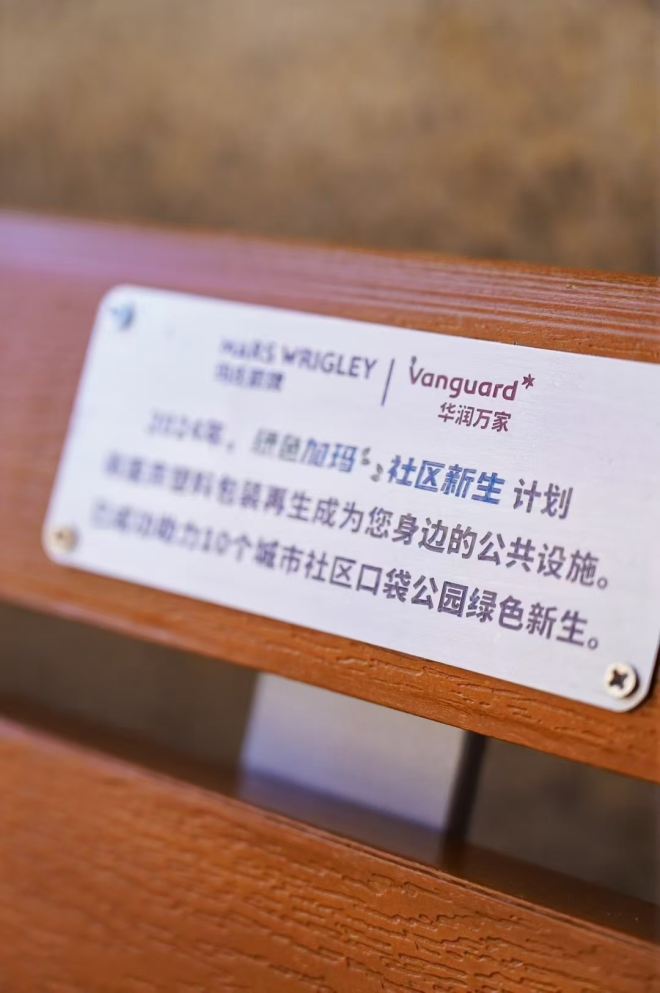 MARS WRIGLEY | Vanguard
玛氏箭牌 华润万家
2024年，绿色加玛 社区新生 计划
塑料包装再生成为您身边的公共设施。
已成功助力10个城市社区口袋公园绿色新生。